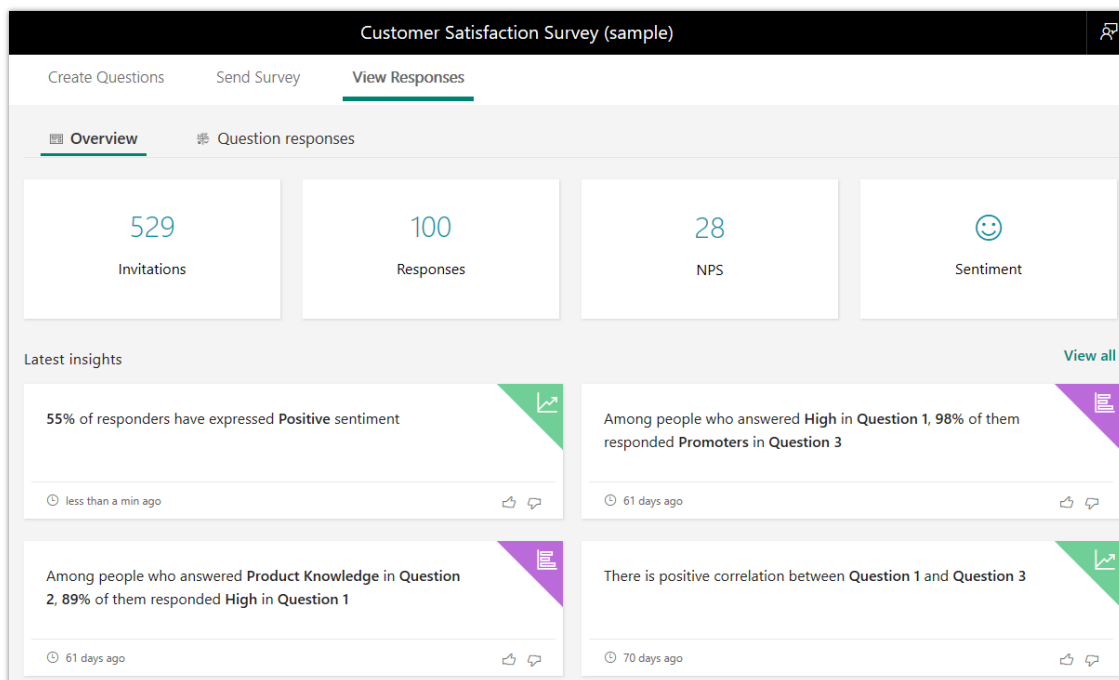 Customer Satisfaction Survey (sample)
Create Questions
Send Survey
View Responses
Overview
Question responses
529
Invitations
100
Responses
28
NPS
Sentiment
Latest insights
View all
55% of responders have expressed Positive sentiment
less than a min ago
Among people who answered High in Question 1, 98% of them
responded Promoters in Question 3
61 days ago
Among people who answered Product Knowledge in Question
2, 89% of them responded High in Question 1
61 days ago
There is positive correlation between Question 1 and Question 3
70 days ago